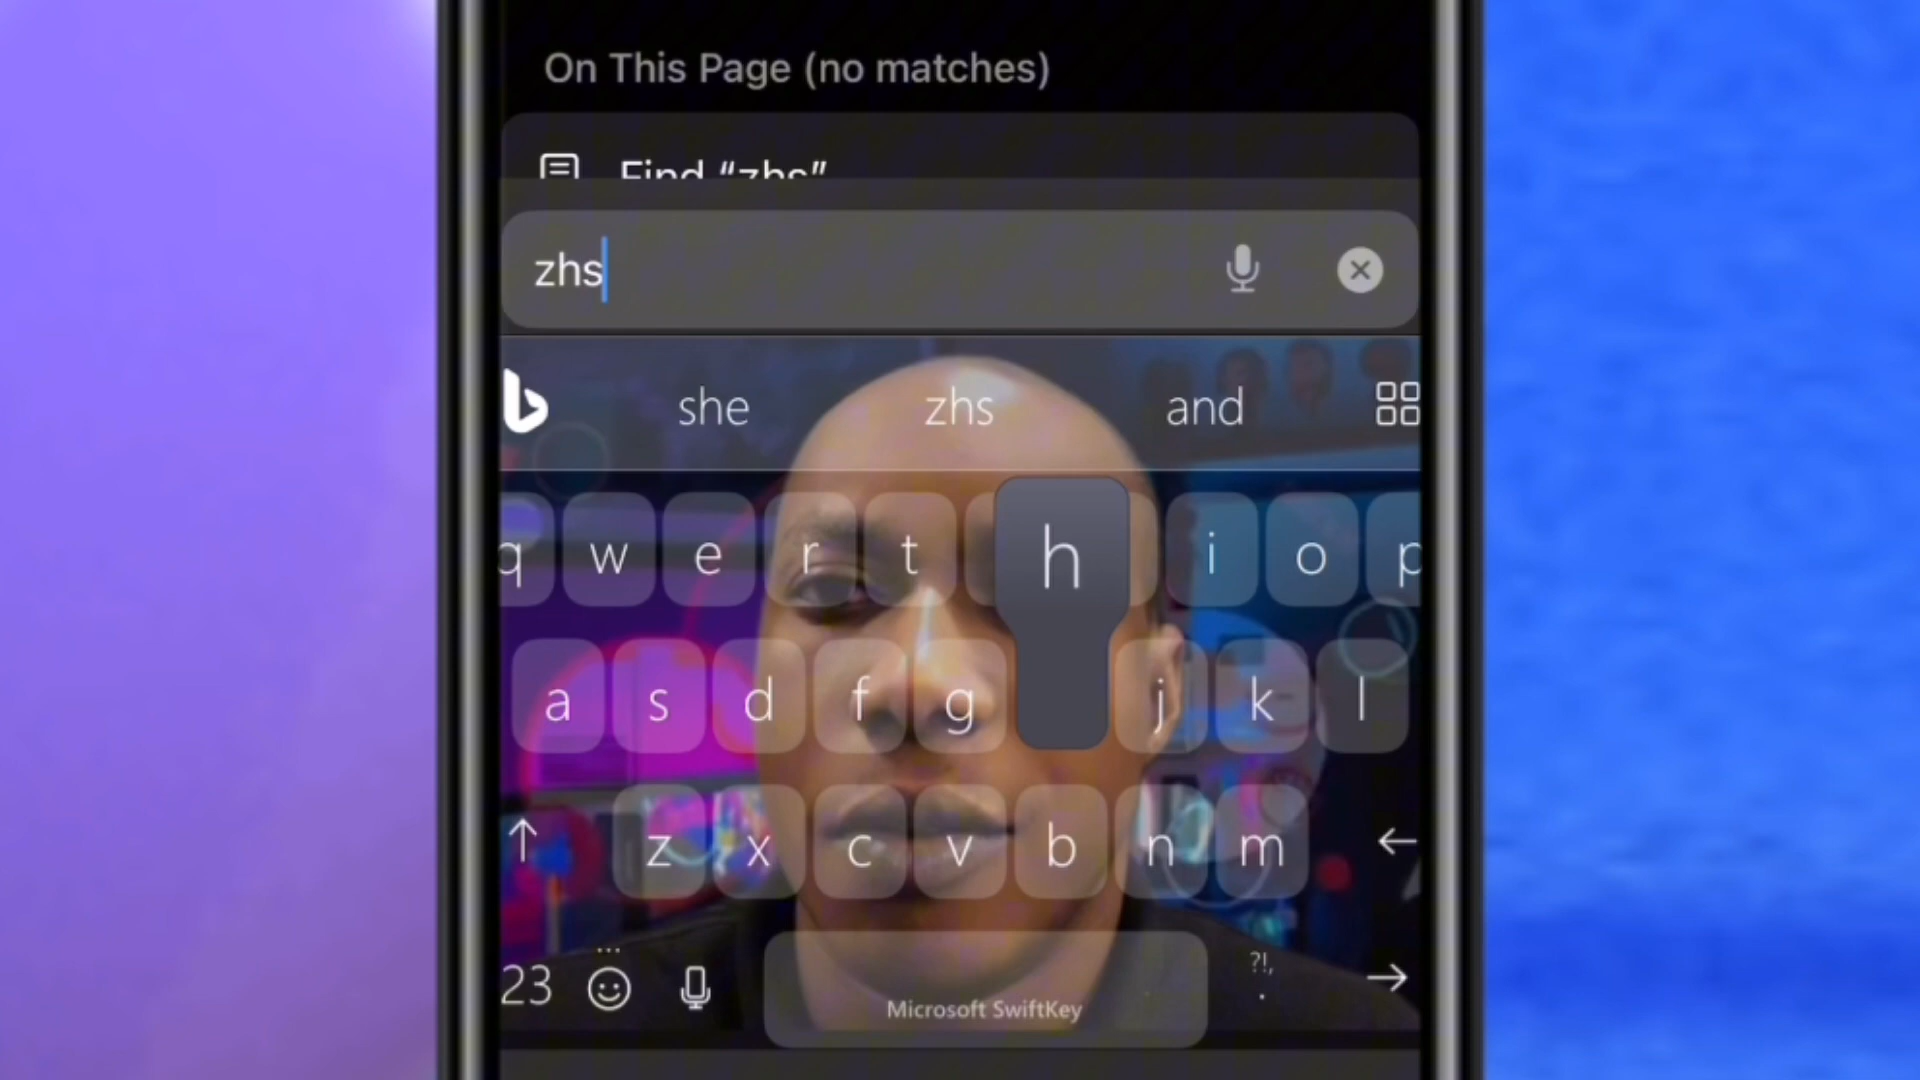 On This Page (no matches)
Find “zhs”
zhs
she zhs and
q w e r t h i o p
a s d f g j k l
z x c v b n m
23 ?!, .
Microsoft SwiftKey